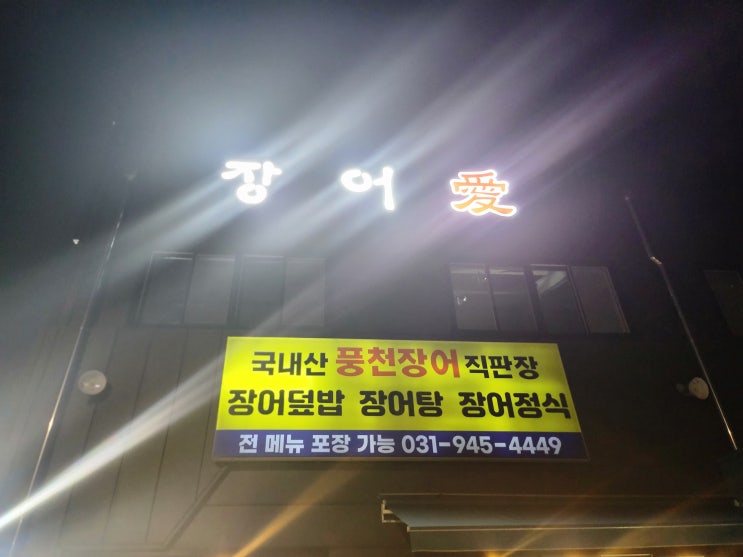 장어愛
국내산 풍천장어 직판장
장어덮밥 장어탕 장어정식
전 메뉴 포장 가능 031-945-4449